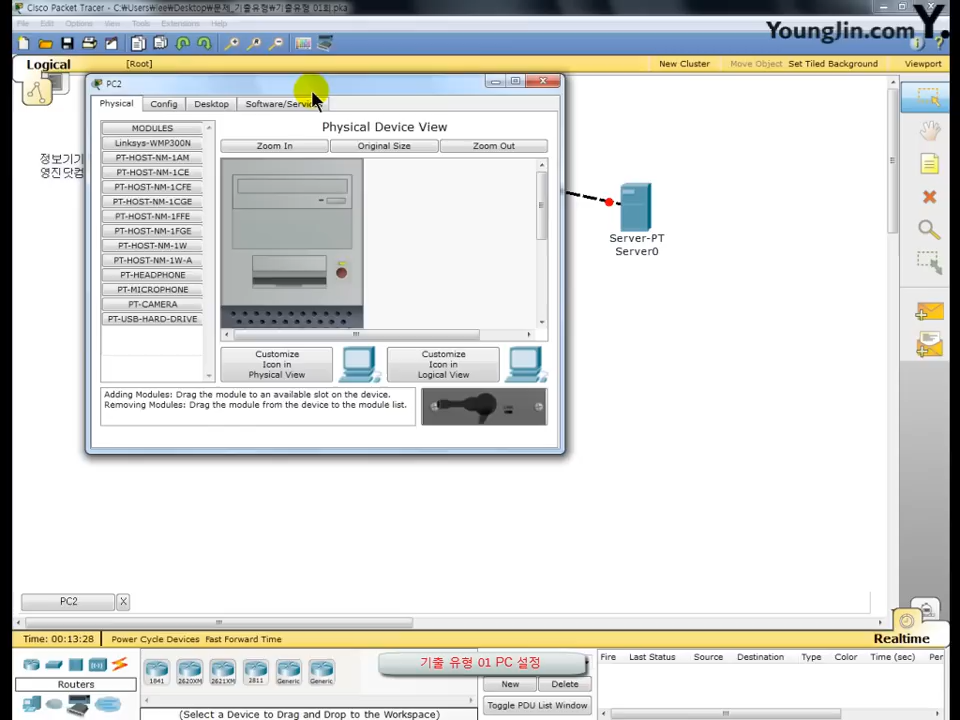 Cisco Packet Tracer - C:\Users\lee\Desktop\문제_기출유형\기출유형 01회.pka
File Edit Options View Tools Extensions Help
YoungJin.com Y.
Logical [Root] New Cluster Move Object Set Tiled Background Viewport
PC2
Physical Config Desktop Software/Services
정보기기
영진닷컴
MODULES
Linksys-WMP300N
PT-HOST-NM-1AM
PT-HOST-NM-1CE
PT-HOST-NM-1CFE
PT-HOST-NM-1CGE
PT-HOST-NM-1FFE
PT-HOST-NM-1FGE
PT-HOST-NM-1W
PT-HOST-NM-1W-A
PT-HEADPHONE
PT-MICROPHONE
PT-CAMERA
PT-USB-HARD-DRIVE
Physical Device View
Zoom In Original Size Zoom Out
Customize
Icon in
Physical View
Customize
Icon in
Logical View
Adding Modules: Drag the module to an available slot on the device.
Removing Modules: Drag the module from the device to the module list.
Server-PT
Server0
PC2 X
Time: 00:13:28 Power Cycle Devices Fast Forward Time Realtime
Routers
1841 2620XM 2621XM 2811 Generic Generic
(Select a Device to Drag and Drop to the Workspace)
기출 유형 01 PC 설정
New Delete
Toggle PDU List Window
Fire Last Status Source Destination Type Color Time (sec) Per